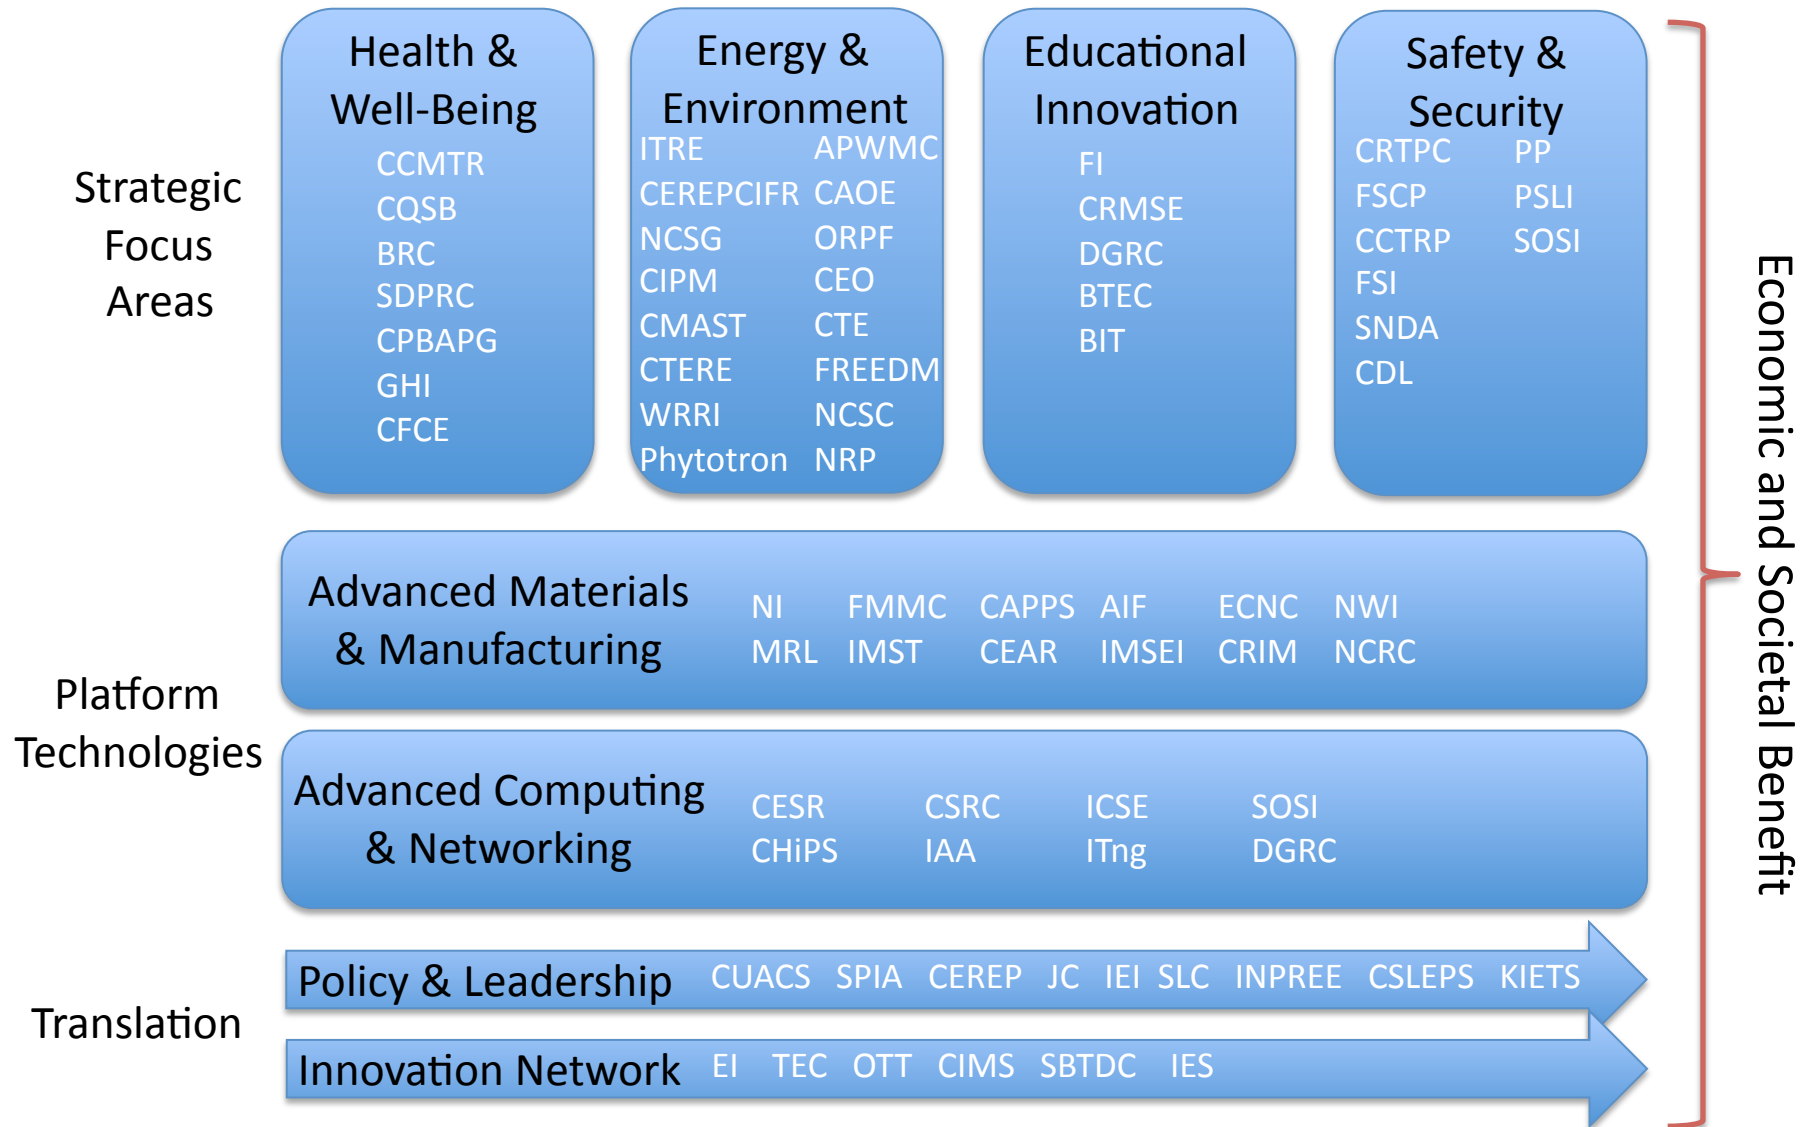 Strategic
Focus
Areas
Health &
Well-Being
CCMTR
CQSB
BRC
SDPRC
CPBAPG
GHI
CFCE
Energy &
Environment
ITRE APWMC
CEREPCIFR CAOE
NCSG ORPF
CIPM CEO
CMAST CTE
CTERE FREEDM
WRRI NCSC
Phytotron NRP
Educational
Innovation
FI
CRMSE
DGRC
BTEC
BIT
Safety &
Security
CRTPC PP
FSCP PSLI
CCTRP SOSI
FSI
SNDA
CDL
Platform
Technologies
Advanced Materials
& Manufacturing
NI FMMC CAPPS AIF ECNC NWI
MRL IMST CEAR IMSEI CRIM NCRC
Advanced Computing
& Networking
CESR CSRC ICSE SOSI
CHiPS IAA ITng DGRC
Translation
Policy & Leadership CUACS SPIA CEREP JC IEI SLC INPREE CSLEPS KIETS
Innovation Network EI TEC OTT CIMS SBTDC IES
Economic and Societal Benefit